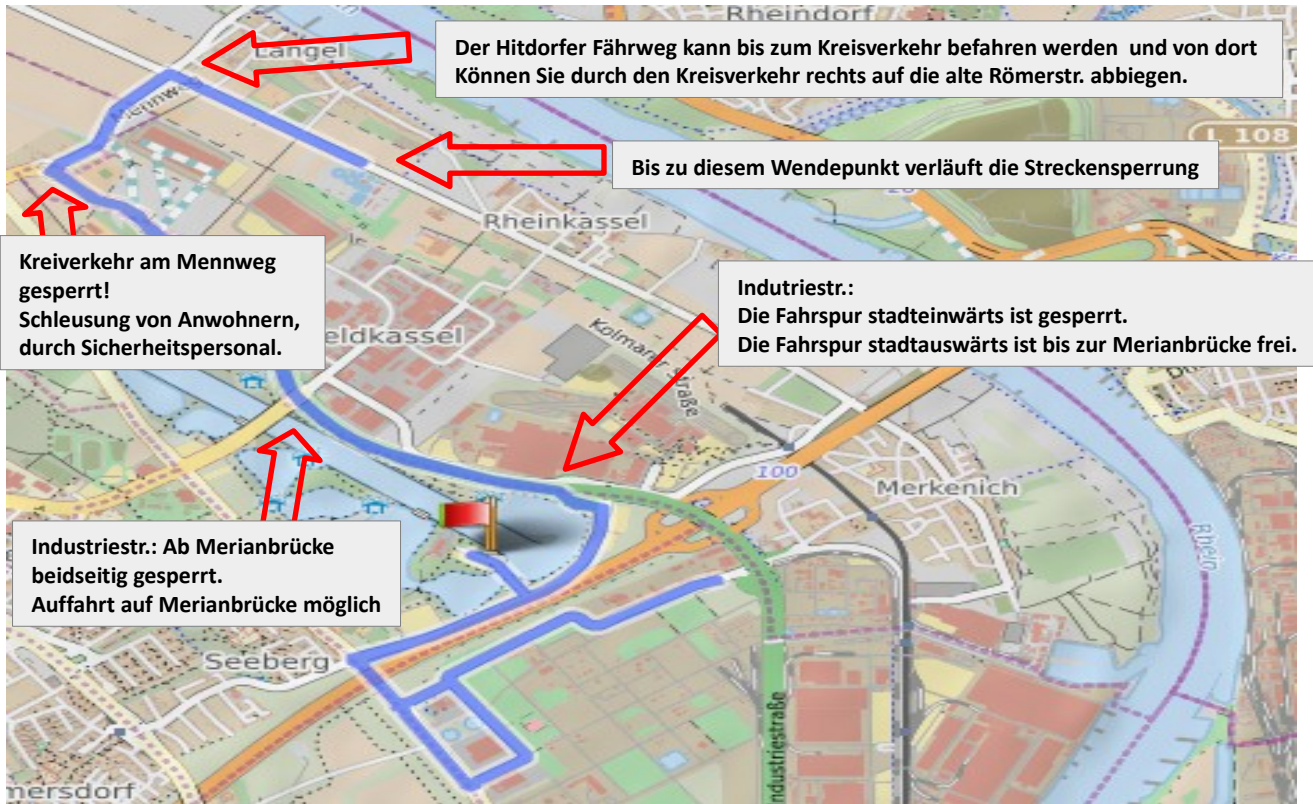 Rheindorf
Langel
Der Hitdorfer Fährweg kann bis zum Kreisverkehr befahren werden und von dort
Können Sie durch den Kreisverkehr rechts auf die alte Römerstr. abbiegen.
Mennweg
L 108
Bis zu diesem Wendepunkt verläuft die Streckensperrung
Rheinkassel
Kreiverkehr am Mennweg
gesperrt!
Schleusung von Anwohnern,
durch Sicherheitspersonal.
Indutriestr.:
Die Fahrspur stadteinwärts ist gesperrt.
Die Fahrspur stadtauswärts ist bis zur Merianbrücke frei.
eldkassel
Kolmarer Straße
100
Merkenich
Rhein
Industriestr.: Ab Merianbrücke
beidseitig gesperrt.
Auffahrt auf Merianbrücke möglich
Seeberg
ndustriestraße
mersdorf